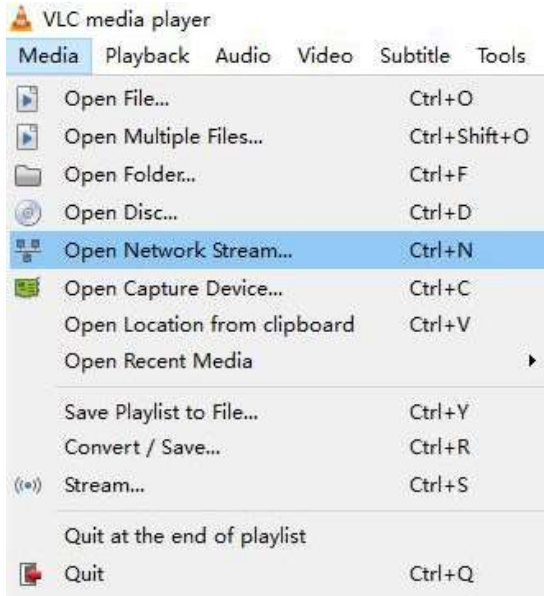 VLC media player
Media Playback Audio Video Subtitle Tools
Open File... Ctrl+O
Open Multiple Files... Ctrl+Shift+O
Open Folder... Ctrl+F
Open Disc... Ctrl+D
Open Network Stream... Ctrl+N
Open Capture Device... Ctrl+C
Open Location from clipboard Ctrl+V
Open Recent Media
Save Playlist to File... Ctrl+Y
Convert / Save... Ctrl+R
Stream... Ctrl+S
Quit at the end of playlist
Quit Ctrl+Q